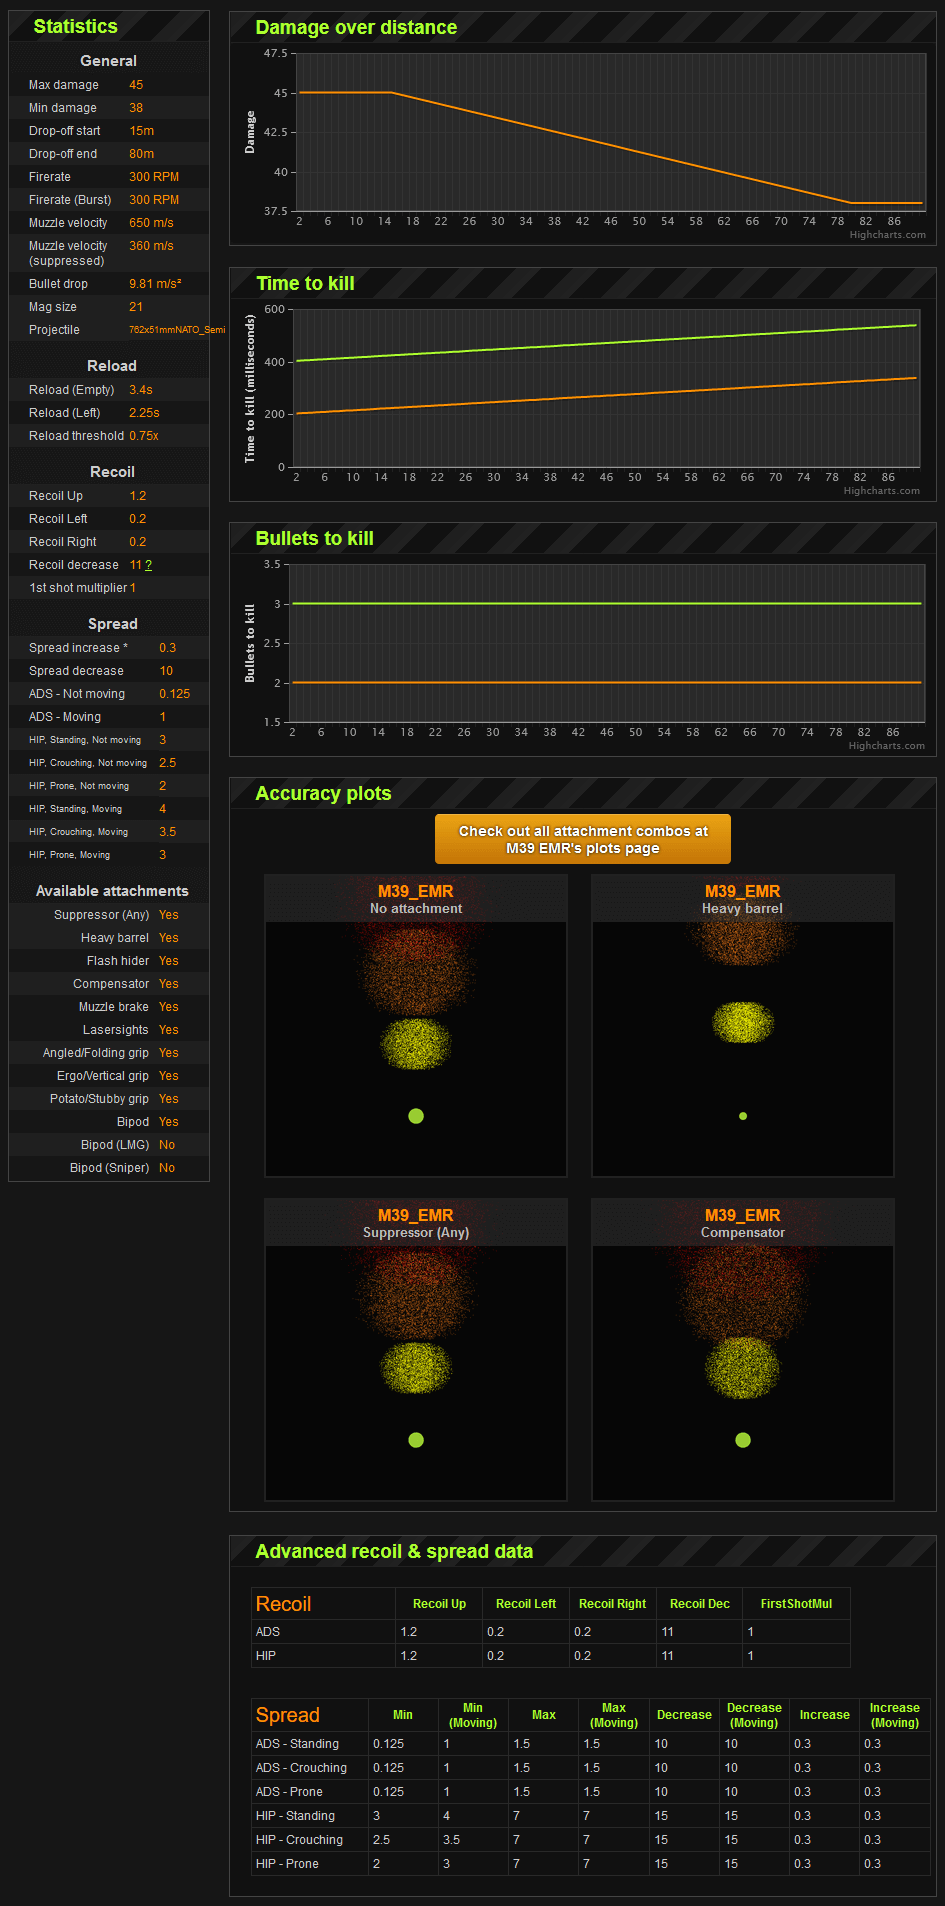 Statistics
General
Max damage 45
Min damage 38
Drop-off start 15m
Drop-off end 80m
Firerate 300 RPM
Firerate (Burst) 300 RPM
Muzzle velocity 650 m/s
Muzzle velocity 360 m/s
(suppressed)
Bullet drop 9.81 m/s²
Mag size 21
Projectile 762x51mmNATO_Semi
Reload
Reload (Empty) 3.4s
Reload (Left) 2.25s
Reload threshold 0.75x
Recoil
Recoil Up 1.2
Recoil Left 0.2
Recoil Right 0.2
Recoil decrease 11 ?
1st shot multiplier 1
Spread
Spread increase * 0.3
Spread decrease 10
ADS - Not moving 0.125
ADS - Moving 1
HIP, Standing, Not moving 3
HIP, Crouching, Not moving 2.5
HIP, Prone, Not moving 2
HIP, Standing, Moving 4
HIP, Crouching, Moving 3.5
HIP, Prone, Moving 3
Available attachments
Suppressor (Any) Yes
Heavy barrel Yes
Flash hider Yes
Compensator Yes
Muzzle brake Yes
Lasersights Yes
Angled/Folding grip Yes
Ergo/Vertical grip Yes
Potato/Stubby grip Yes
Bipod Yes
Bipod (LMG) No
Bipod (Sniper) No
Damage over distance
Damage
47.5
45
42.5
40
37.5
2 6 10 14 18 22 26 30 34 38 42 46 50 54 58 62 66 70 74 78 82 86
Highcharts.com
Time to kill
Time to kill (milliseconds)
600
400
200
0
2 6 10 14 18 22 26 30 34 38 42 46 50 54 58 62 66 70 74 78 82 86
Highcharts.com
Bullets to kill
Bullets to kill
3.5
3
2.5
2
1.5
2 6 10 14 18 22 26 30 34 38 42 46 50 54 58 62 66 70 74 78 82 86
Highcharts.com
Accuracy plots
Check out all attachment combos at
M39 EMR's plots page
M39_EMR
No attachment
M39_EMR
Heavy barrel
M39_EMR
Suppressor (Any)
M39_EMR
Compensator
Advanced recoil & spread data
Recoil Recoil Up Recoil Left Recoil Right Recoil Dec FirstShotMul
ADS 1.2 0.2 0.2 11 1
HIP 1.2 0.2 0.2 11 1
Spread Min Min (Moving) Max Max (Moving) Decrease Decrease (Moving) Increase Increase (Moving)
ADS - Standing 0.125 1 1.5 1.5 10 10 0.3 0.3
ADS - Crouching 0.125 1 1.5 1.5 10 10 0.3 0.3
ADS - Prone 0.125 1 1.5 1.5 10 10 0.3 0.3
HIP - Standing 3 4 7 7 15 15 0.3 0.3
HIP - Crouching 2.5 3.5 7 7 15 15 0.3 0.3
HIP - Prone 2 3 7 7 15 15 0.3 0.3